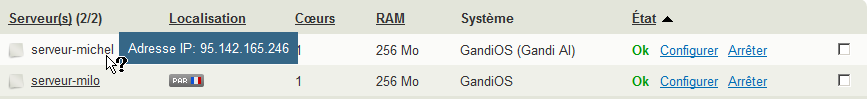 Serveur(s) (2/2) Localisation Cœurs RAM Système État
serveur-michel Adresse IP: 95.142.165.246 1 256 Mo GandiOS (Gandi AI) Ok Configurer Arrêter
serveur-milo PAR 1 256 Mo GandiOS Ok Configurer Arrêter